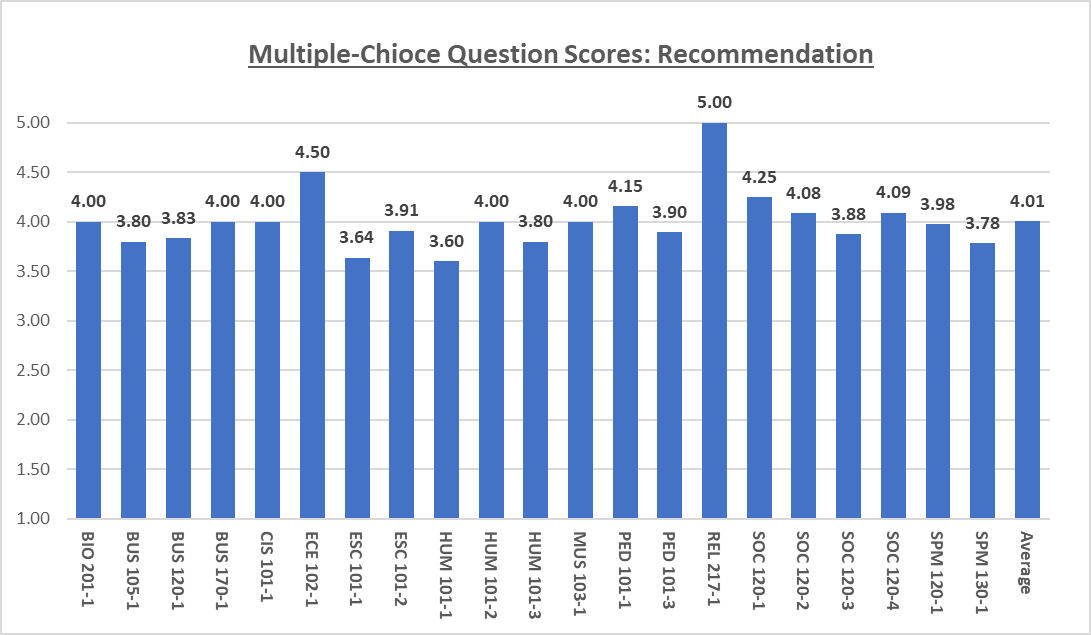 Multiple-Chioce Question Scores: Recommendation
5.00
4.50
4.00
3.50
3.00
2.50
2.00
1.50
1.00
4.00
3.80
3.83
4.00
4.00
4.50
3.64
3.91
3.60
4.00
3.80
4.00
4.15
3.90
5.00
4.25
4.08
3.88
4.09
3.98
3.78
4.01
BIO 201-1
BUS 105-1
BUS 120-1
BUS 170-1
CIS 101-1
ECE 102-1
ESC 101-1
ESC 101-2
HUM 101-1
HUM 101-2
HUM 101-3
MUS 103-1
PED 101-1
PED 101-3
REL 217-1
SOC 120-1
SOC 120-2
SOC 120-3
SOC 120-4
SPM 120-1
SPM 130-1
Average